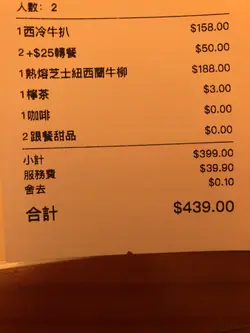 人數: 2
1 西冷牛扒 $158.00
2 +$25轉餐 $50.00
1 熱熔芝士紐西蘭牛柳 $188.00
1 檸茶 $3.00
1 咖啡 $0.00
2 跟餐甜品 $0.00
小計 $399.00
服務費 $39.90
舍去 $0.10
合計 $439.00